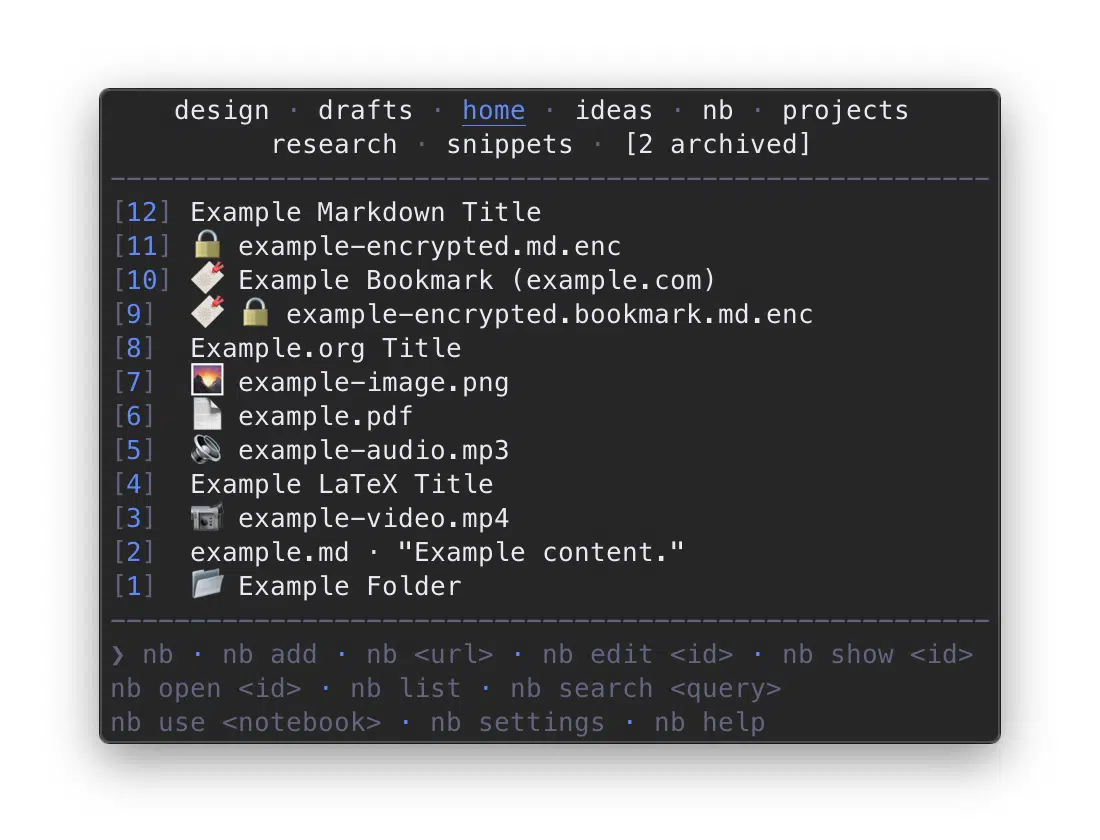 design · drafts · home · ideas · nb · projects
research · snippets · [2 archived]
[12] Example Markdown Title
[11] 🔒 example-encrypted.md.enc
[10] 🔖 Example Bookmark (example.com)
[9] 🔖 🔒 example-encrypted.bookmark.md.enc
[8] Example.org Title
[7] 🌄 example-image.png
[6] 📄 example.pdf
[5] 🔉 example-audio.mp3
[4] Example LaTeX Title
[3] 📹 example-video.mp4
[2] example.md · "Example content."
[1] 📂 Example Folder
❯ nb · nb add · nb <url> · nb edit <id> · nb show <id>
nb open <id> · nb list · nb search <query>
nb use <notebook> · nb settings · nb help